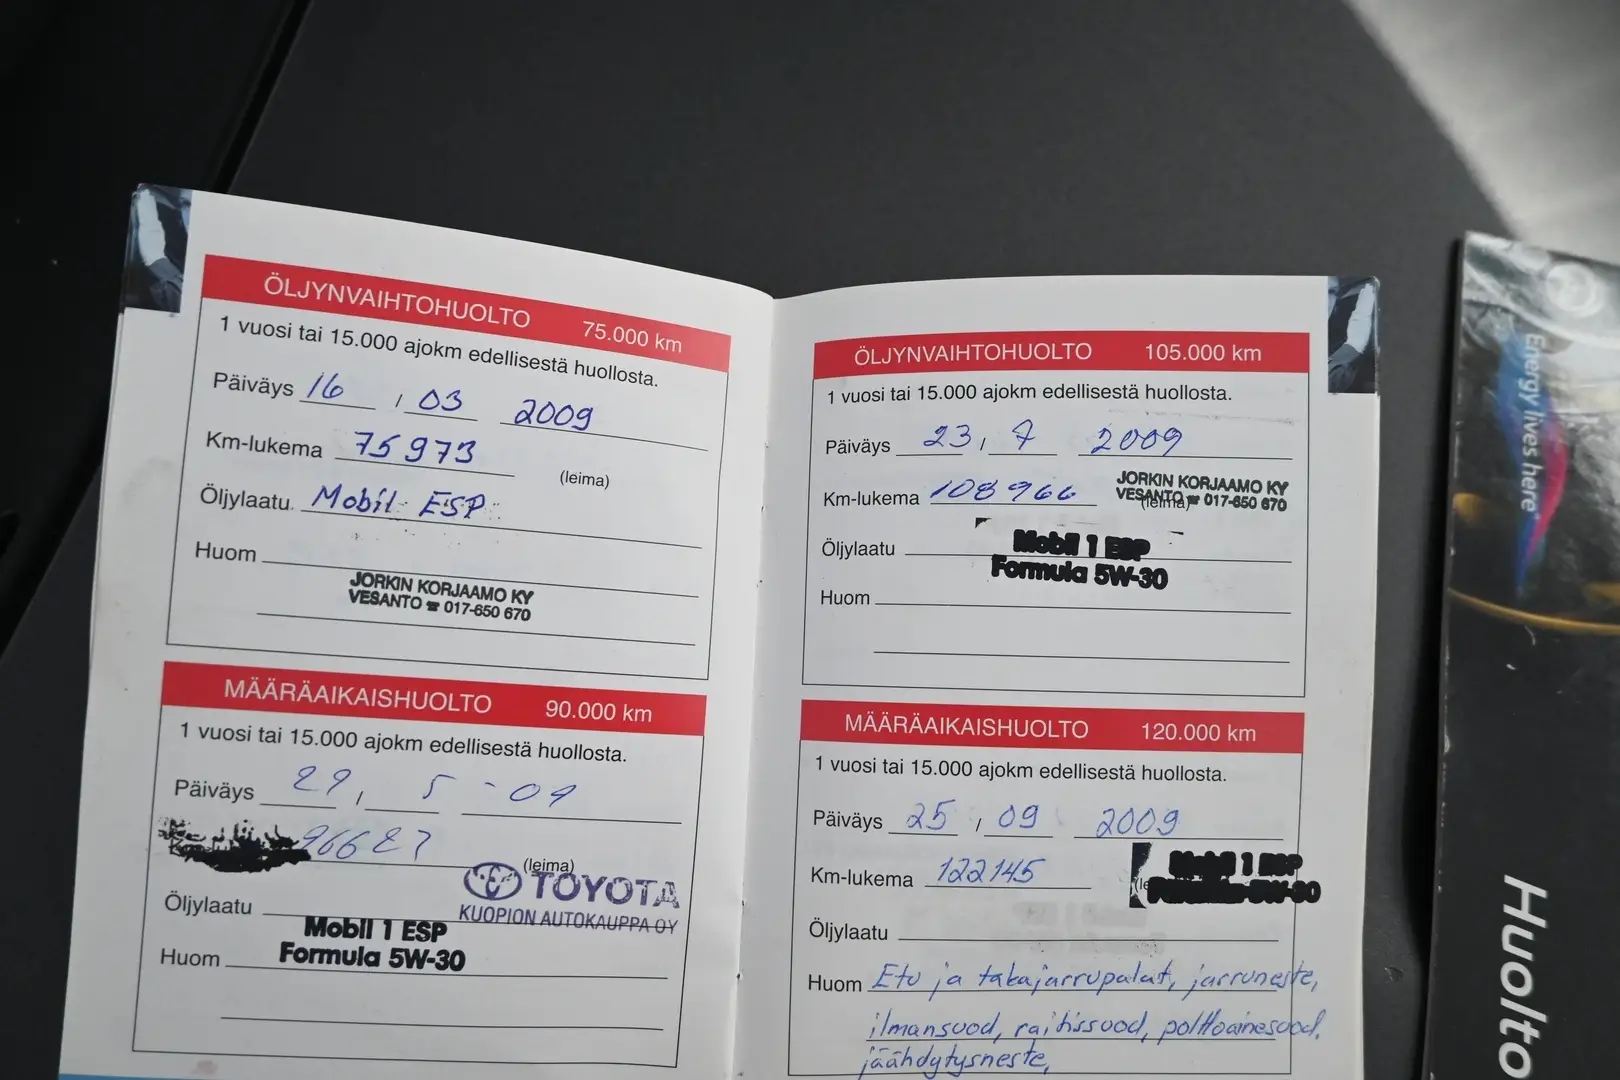 ÖLJYNVAIHTOHUOLTO 75.000 km
1 vuosi tai 15.000 ajokm edellisestä huollosta.
Päiväys 16 / 03 2009
Km-lukema 75973
(leima)
Öljylaatu Mobil ESP
Huom
JORKIN KORJAAMO KY
VESANTO ☎ 017-650 670
MÄÄRÄAIKAISHUOLTO 90.000 km
1 vuosi tai 15.000 ajokm edellisestä huollosta.
Päiväys 29 / 5 -09
96627
(leima)
TOYOTA
KUOPION AUTOKAUPPA OY
Öljylaatu
Mobil 1 ESP
Formula 5W-30
Huom
ÖLJYNVAIHTOHUOLTO 105.000 km
1 vuosi tai 15.000 ajokm edellisestä huollosta.
Päiväys 23 / 7 2009
Km-lukema 108966
JORKIN KORJAAMO KY
VESANTO ☎ 017-650 670
(leima)
Öljylaatu
Mobil 1 ESP
Formula 5W-30
Huom
MÄÄRÄAIKAISHUOLTO 120.000 km
1 vuosi tai 15.000 ajokm edellisestä huollosta.
Päiväys 25 / 09 2009
Km-lukema 122145
Mobil 1 ESP
Formula 5W-30
Öljylaatu
Huom Etu ja takajarrupalat, jarruneste,
ilmansuod, raitissuod, polttoainesuod,
jäähdytysneste,
Energy lives here
Huolto